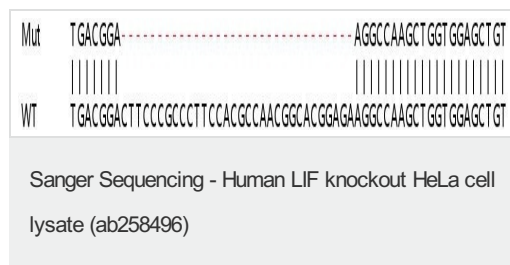 Mut TGACGGA--------------------------------AGGCCAAGCTGGTGGAGCTGT
||||||| |||||||||||||||||||||
WT TGACGGACTTCCCGCCCTTCCACGCCAACGGCACGGAGAAGGCCAAGCTGGTGGAGCTGT
Sanger Sequencing - Human LIF knockout HeLa cell
lysate (ab258496)